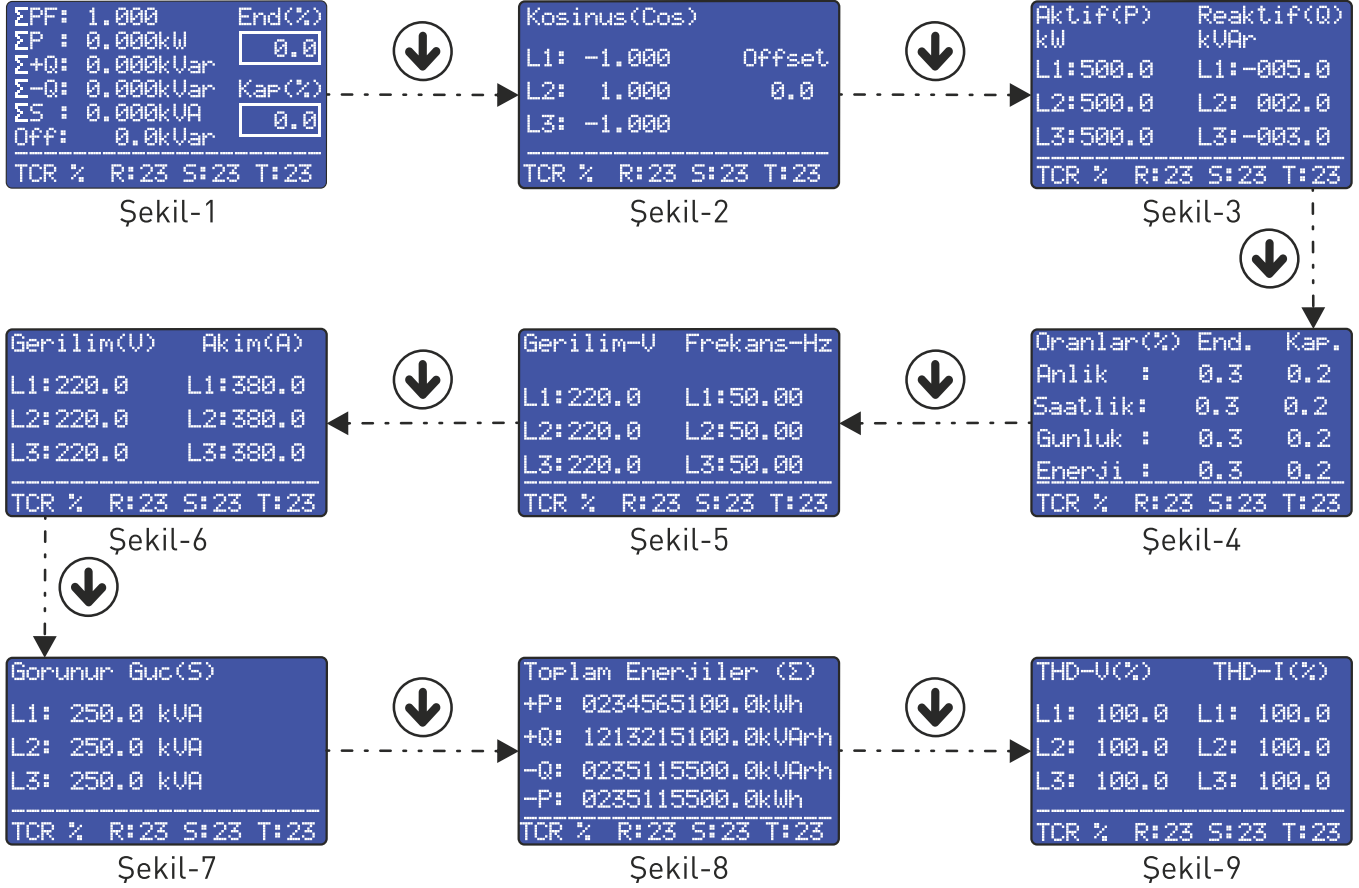 ΣPF: 1.000 End(%)
ΣP : 0.000kW 0.0
Σ+Q: 0.000kVar
Σ-Q: 0.000kVar Kap(%)
ΣS : 0.000kVA 0.0
Off: 0.0kVar
TCR % R:23 S:23 T:23
Şekil-1
Kosinus(Cos)
L1: -1.000 Offset
L2: 1.000 0.0
L3: -1.000
TCR % R:23 S:23 T:23
Şekil-2
Aktif(P) Reaktif(Q)
kW kVAr
L1:500.0 L1:-005.0
L2:500.0 L2: 002.0
L3:500.0 L3:-003.0
TCR % R:23 S:23 T:23
Şekil-3
Oranlar(%) End. Kap.
Anlik : 0.3 0.2
Saatlik: 0.3 0.2
Gunluk : 0.3 0.2
Enerji : 0.3 0.2
TCR % R:23 S:23 T:23
Şekil-4
Gerilim-V Frekans-Hz
L1:220.0 L1:50.00
L2:220.0 L2:50.00
L3:220.0 L3:50.00
TCR % R:23 S:23 T:23
Şekil-5
Gerilim(V) Akim(A)
L1:220.0 L1:380.0
L2:220.0 L2:380.0
L3:220.0 L3:380.0
TCR % R:23 S:23 T:23
Şekil-6
Gorunur Guc(S)
L1: 250.0 kVA
L2: 250.0 kVA
L3: 250.0 kVA
TCR % R:23 S:23 T:23
Şekil-7
Toplam Enerjiler (Σ)
+P: 0234565100.0kWh
+Q: 1213215100.0kVArh
-Q: 0235115500.0kVArh
-P: 0235115500.0kWh
TCR % R:23 S:23 T:23
Şekil-8
THD-V(%) THD-I(%)
L1: 100.0 L1: 100.0
L2: 100.0 L2: 100.0
L3: 100.0 L3: 100.0
TCR % R:23 S:23 T:23
Şekil-9